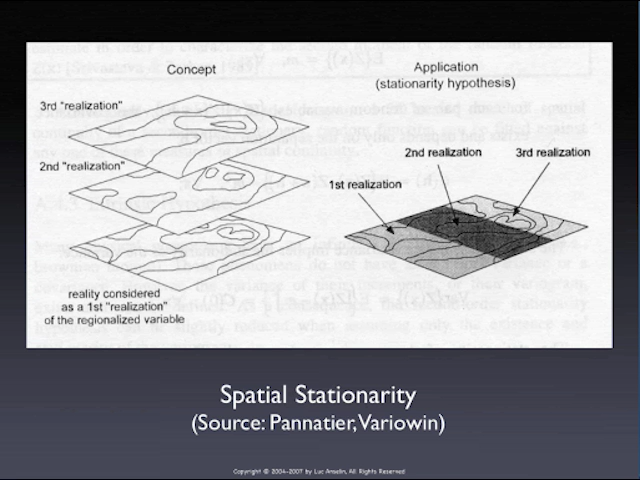 Concept
3rd "realization"
2nd "realization"
reality considered
as a 1st "realization"
of the regionalized variable
Application
(stationarity hypothesis)
2nd realization
3rd realization
1st realization
Spatial Stationarity
(Source: Pannatier, Variowin)
Copyright © 2004-2007 by Luc Anselin, All Rights Reserved